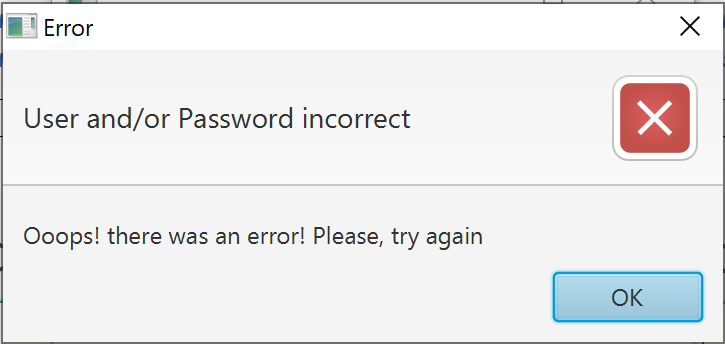 Error
User and/or Password incorrect
Ooops! there was an error! Please, try again
OK